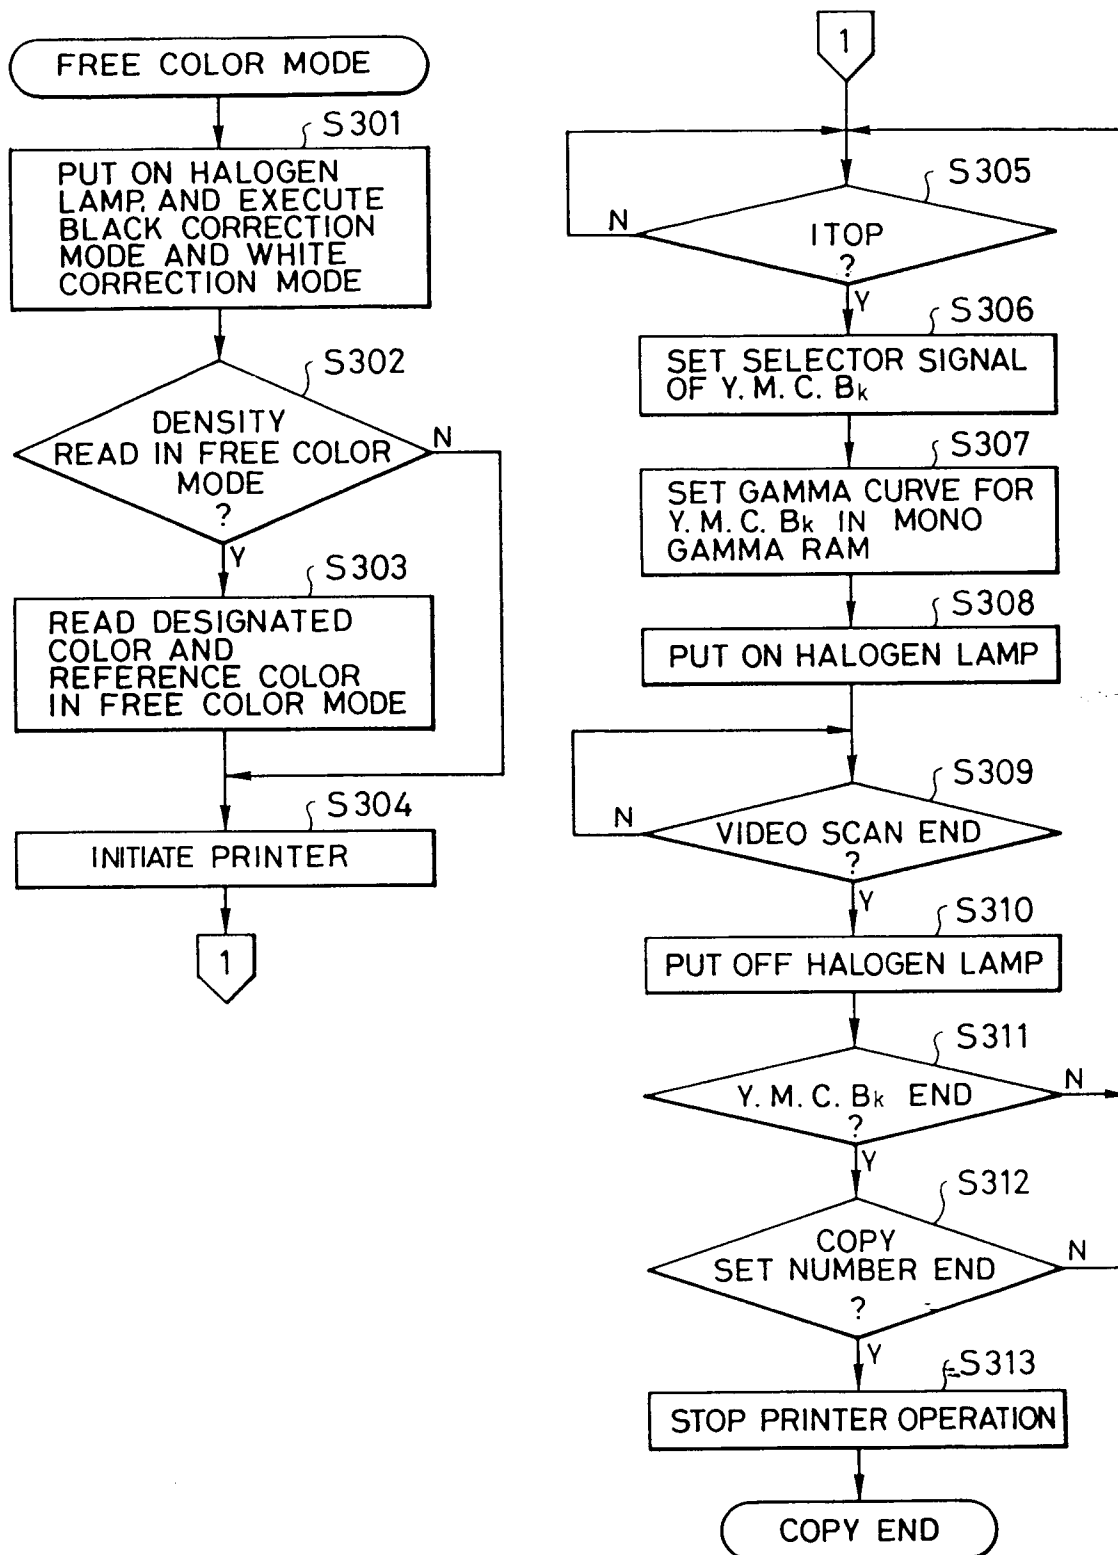 FREE COLOR MODE
S301
PUT ON HALOGEN
LAMP, AND EXECUTE
BLACK CORRECTION
MODE AND WHITE
CORRECTION MODE
S302
DENSITY
READ IN FREE COLOR
MODE
?
N
Y
S303
READ DESIGNATED
COLOR AND
REFERENCE COLOR
IN FREE COLOR MODE
S304
INITIATE PRINTER
1
1
S305
N
ITOP
?
Y
S306
SET SELECTOR SIGNAL
OF Y. M. C. Bk
S307
SET GAMMA CURVE FOR
Y. M. C. Bk IN MONO
GAMMA RAM
S308
PUT ON HALOGEN LAMP
S309
N
VIDEO SCAN END
?
Y
S310
PUT OFF HALOGEN LAMP
S311
Y. M. C. Bk END
N
?
Y
S312
COPY
SET NUMBER END
N
?
Y
S313
STOP PRINTER OPERATION
COPY END